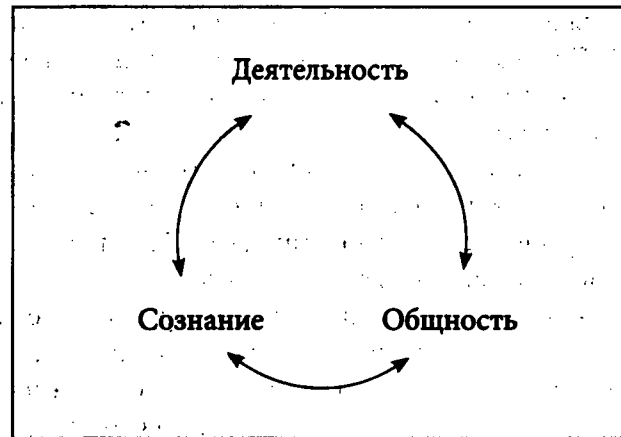 Деятельность
Сознание Общность